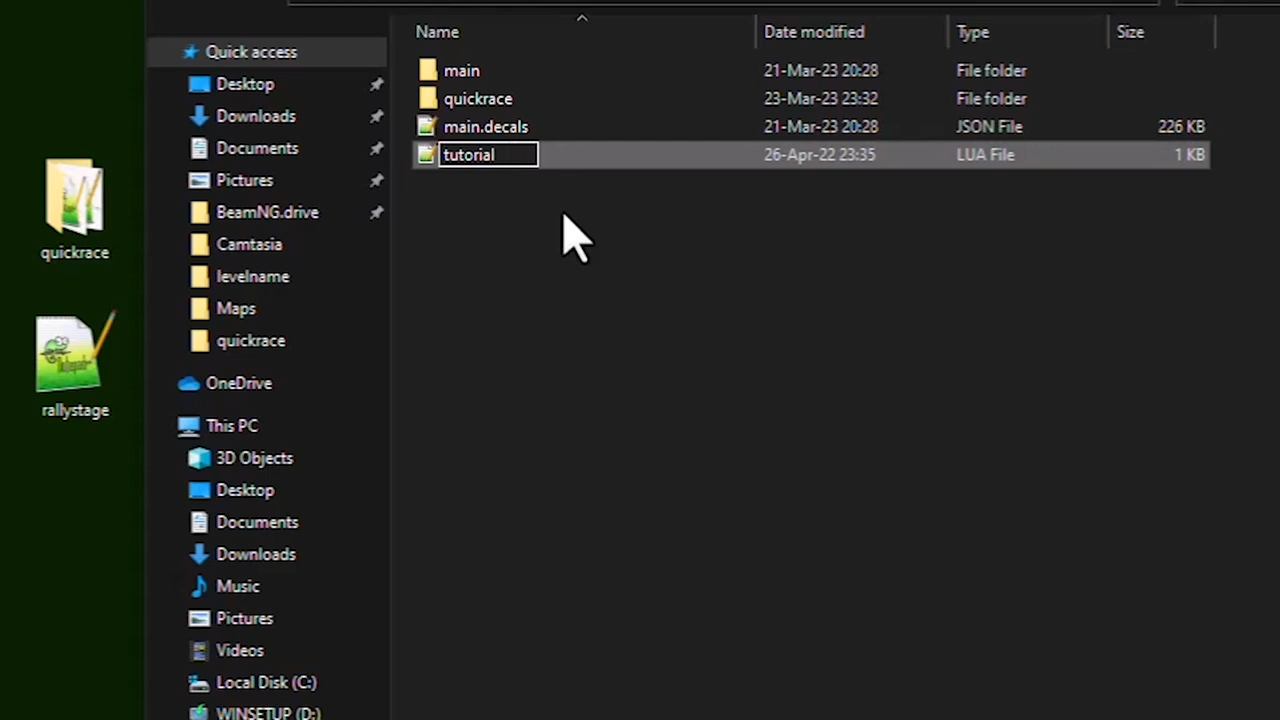 Name Date modified Type Size
main 21-Mar-23 20:28 File folder
quickrace 23-Mar-23 23:32 File folder
main.decals 21-Mar-23 20:28 JSON File 226 KB
tutorial 26-Apr-22 23:35 LUA File 1 KB
Quick access
Desktop
Downloads
Documents
Pictures
BeamNG.drive
Camtasia
levelname
Maps
quickrace
OneDrive
This PC
3D Objects
Desktop
Documents
Downloads
Music
Pictures
Videos
Local Disk (C:)
WINSETUP (D:)
quickrace
rallystage